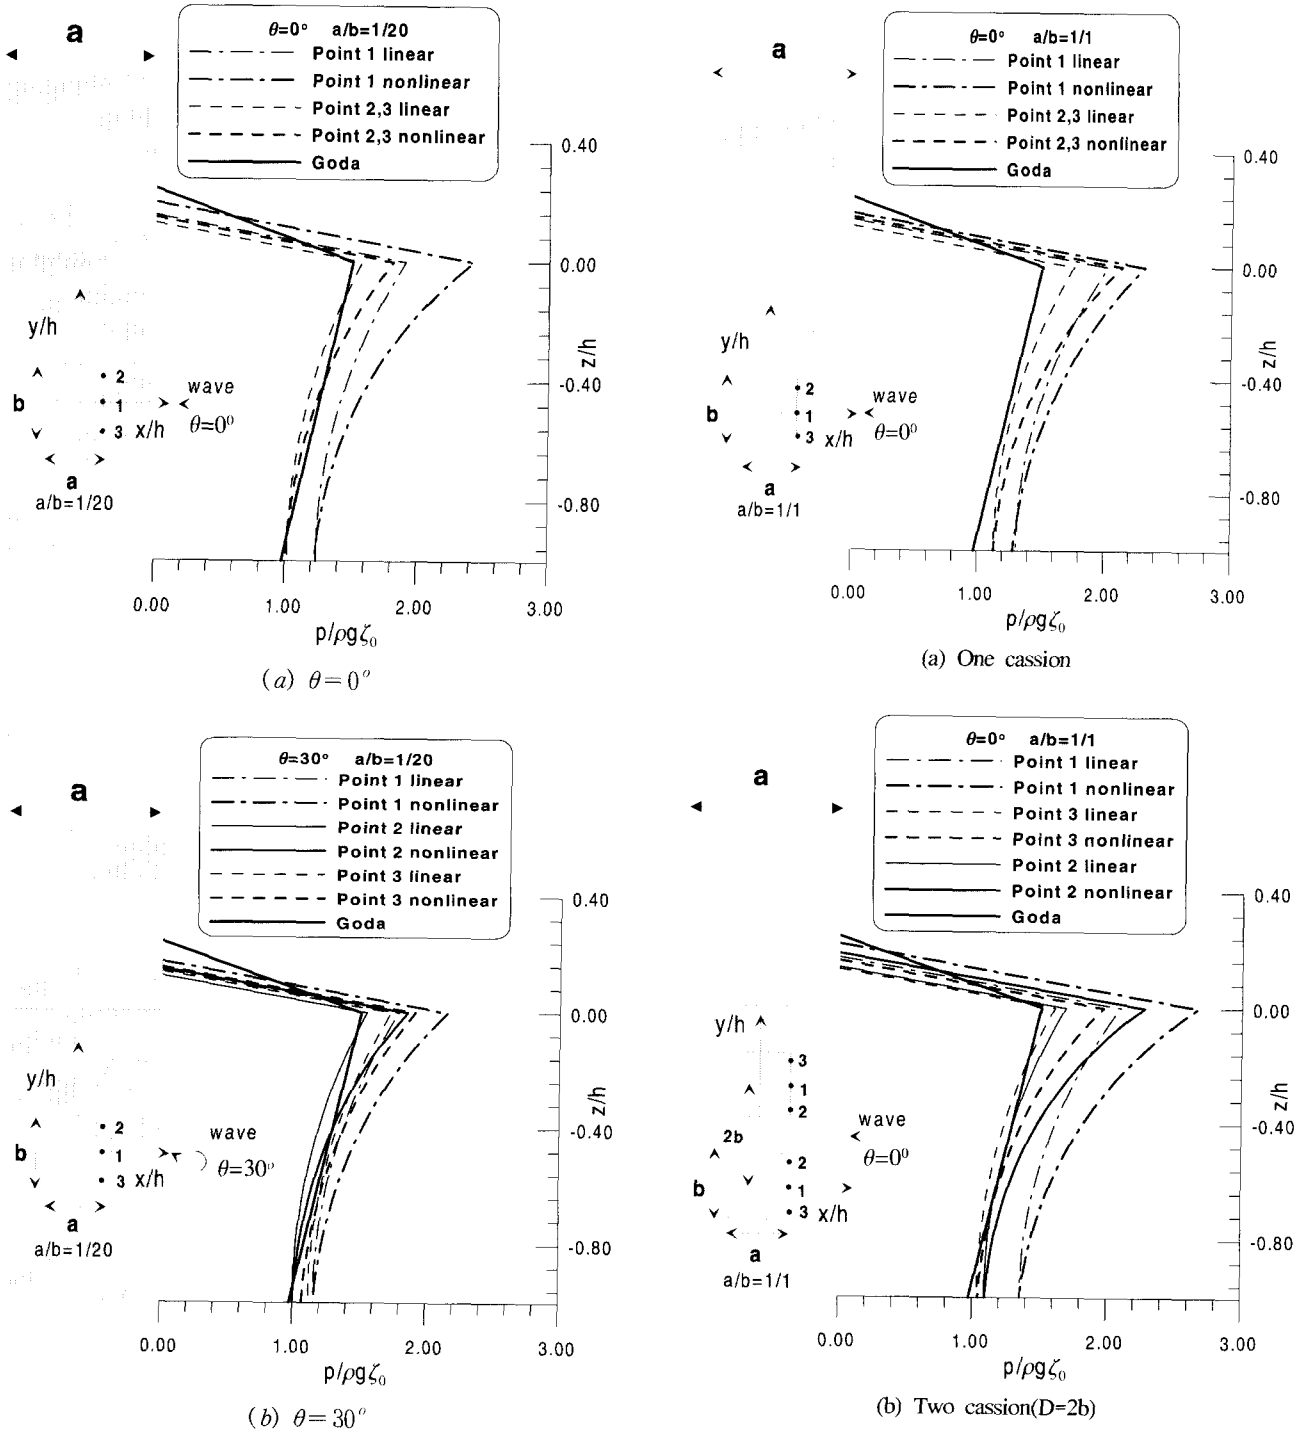 a
θ=0° a/b=1/20
Point 1 linear
Point 1 nonlinear
Point 2,3 linear
Point 2,3 nonlinear
Goda
0.40
0.00
-0.40
-0.80
z/h
y/h
2
1
3
b
x/h
wave
θ=0⁰
a
a/b=1/20
0.00 1.00 2.00 3.00
p/ρgζ₀
(a) θ=0°
a
θ=0° a/b=1/1
Point 1 linear
Point 1 nonlinear
Point 2,3 linear
Point 2,3 nonlinear
Goda
0.40
0.00
-0.40
-0.80
z/h
y/h
2
1
3
b
x/h
wave
θ=0⁰
a
a/b=1/1
0.00 1.00 2.00 3.00
p/ρgζ₀
(a) One cassion
a
θ=30° a/b=1/20
Point 1 linear
Point 1 nonlinear
Point 2 linear
Point 2 nonlinear
Point 3 linear
Point 3 nonlinear
Goda
0.40
0.00
-0.40
-0.80
z/h
y/h
2
1
3
b
x/h
wave
θ=30°
a
a/b=1/20
0.00 1.00 2.00 3.00
p/ρgζ₀
(b) θ=30°
a
θ=0° a/b=1/1
Point 1 linear
Point 1 nonlinear
Point 3 linear
Point 3 nonlinear
Point 2 linear
Point 2 nonlinear
Goda
0.40
0.00
-0.40
-0.80
z/h
y/h
3
1
2
2b
2
1
3
b
x/h
wave
θ=0⁰
a
a/b=1/1
0.00 1.00 2.00 3.00
p/ρgζ₀
(b) Two cassion(D=2b)